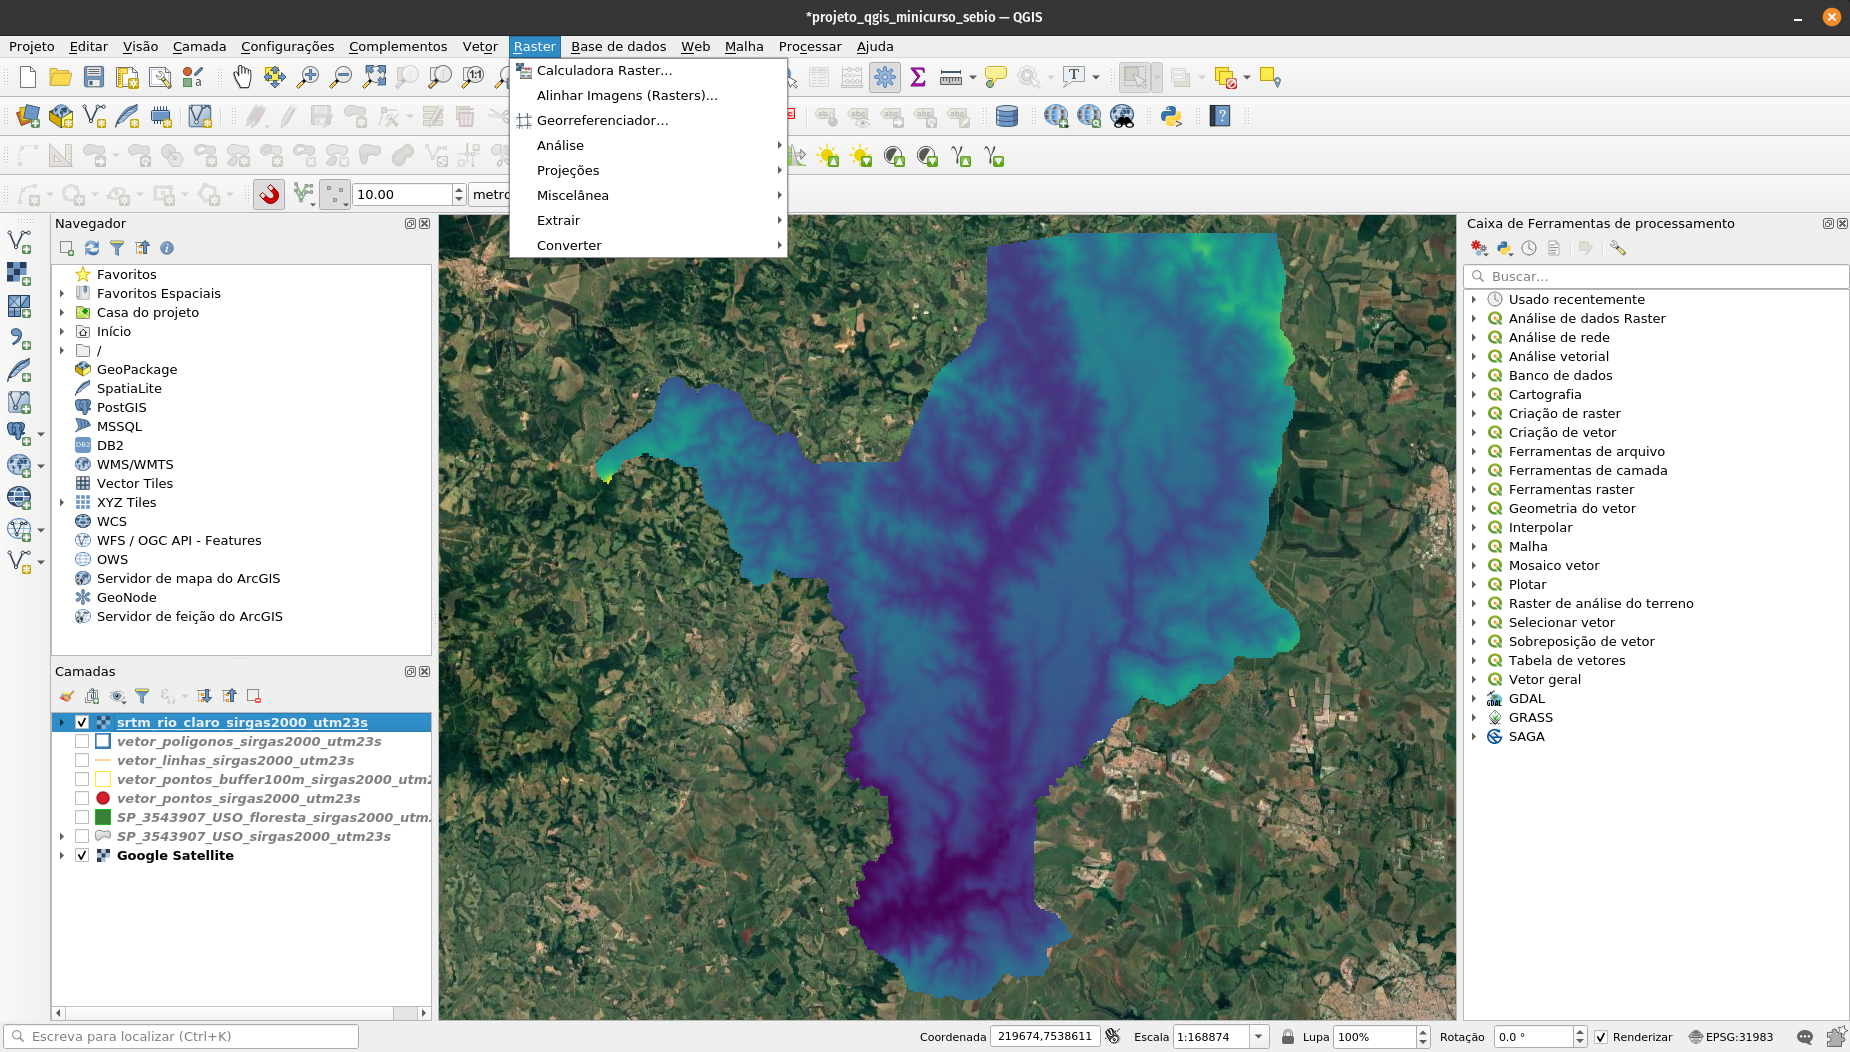 *projeto_qgis_minicurso_sebio — QGIS
Projeto Editar Visão Camada Configurações Complementos Vetor Raster Base de dados Web Malha Processar Ajuda
Calculadora Raster...
Alinhar Imagens (Rasters)...
Georreferenciador...
Análise
Projeções
Miscelânea
Extrair
Converter
10.00
metro
Navegador
Favoritos
Favoritos Espaciais
Casa do projeto
Início
/
GeoPackage
SpatiaLite
PostGIS
MSSQL
DB2
WMS/WMTS
Vector Tiles
XYZ Tiles
WCS
WFS / OGC API - Features
OWS
Servidor de mapa do ArcGIS
GeoNode
Servidor de feição do ArcGIS
Camadas
srtm_rio_claro_sirgas2000_utm23s
vetor_poligonos_sirgas2000_utm23s
vetor_linhas_sirgas2000_utm23s
vetor_pontos_buffer100m_sirgas2000_utm2
vetor_pontos_sirgas2000_utm23s
SP_3543907_USO_floresta_sirgas2000_utm
SP_3543907_USO_sirgas2000_utm23s
Google Satellite
Caixa de Ferramentas de processamento
Buscar...
Usado recentemente
Análise de dados Raster
Análise de rede
Análise vetorial
Banco de dados
Cartografia
Criação de raster
Criação de vetor
Ferramentas de arquivo
Ferramentas de camada
Ferramentas raster
Geometria do vetor
Interpolar
Malha
Mosaico vetor
Plotar
Raster de análise do terreno
Selecionar vetor
Sobreposição de vetor
Tabela de vetores
Vetor geral
GDAL
GRASS
SAGA
Escreva para localizar (Ctrl+K)
Coordenada 219674,7538611 Escala 1:168874 Lupa 100% Rotação 0.0 ° Renderizar EPSG:31983